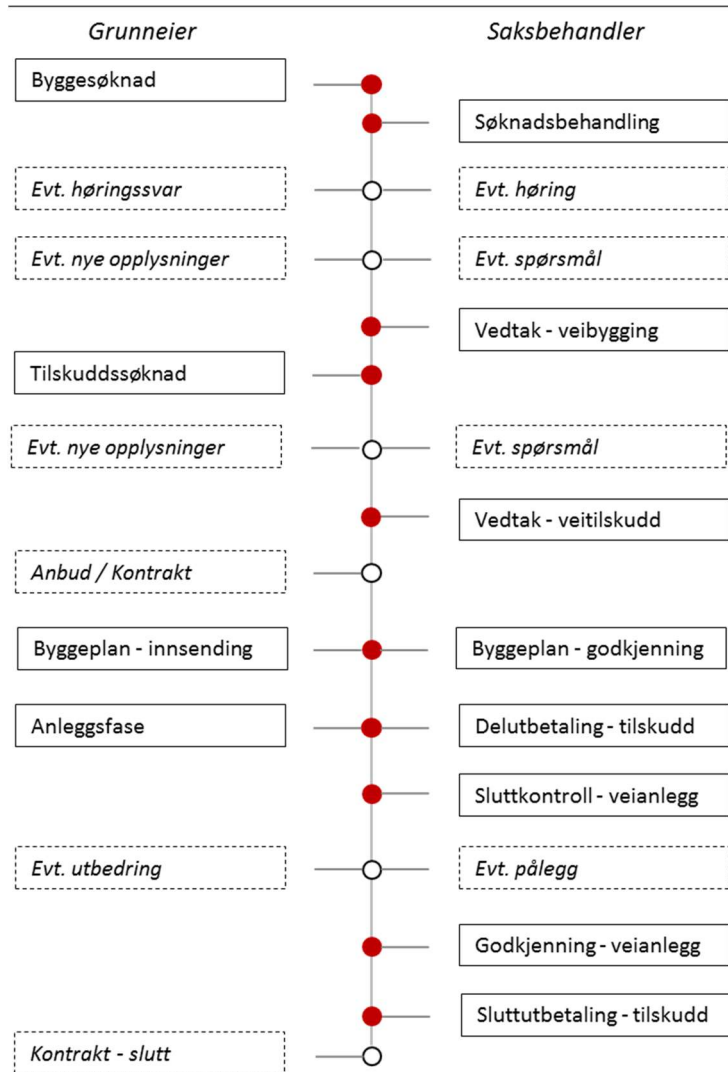 Grunneier
Saksbehandler
Byggesøknad
Søknadsbehandling
Evt. høringssvar
Evt. høring
Evt. nye opplysninger
Evt. spørsmål
Vedtak - veibygging
Tilskuddssøknad
Evt. nye opplysninger
Evt. spørsmål
Vedtak - veitilskudd
Anbud / Kontrakt
Byggeplan - innsending
Byggeplan - godkjenning
Anleggsfase
Delutbetaling - tilskudd
Sluttkontroll - veianlegg
Evt. utbedring
Evt. pålegg
Godkjenning - veianlegg
Sluttutbetaling - tilskudd
Kontrakt - slutt